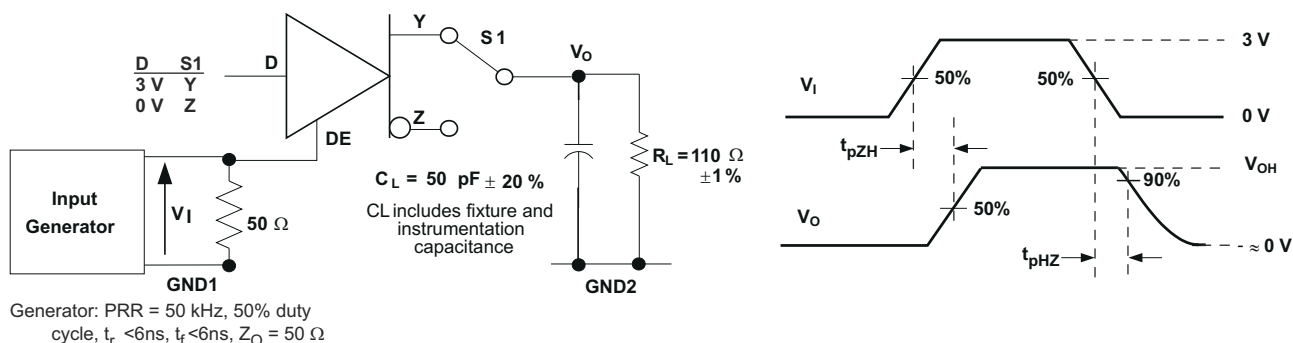 D S1
3 V Y
0 V Z
D
Y
S1
Z
DE
VO
Input
Generator
VI
50 Ω
GND1
CL = 50 pF ± 20 %
CL includes fixture and
instrumentation
capacitance
RL = 110 Ω
±1%
GND2
Generator: PRR = 50 kHz, 50% duty
cycle, tr <6ns, tf <6ns, ZO = 50 Ω
VI
50%
50%
3 V
0 V
tpZH
VO
50%
VOH
90%
≈ 0 V
tpHZ